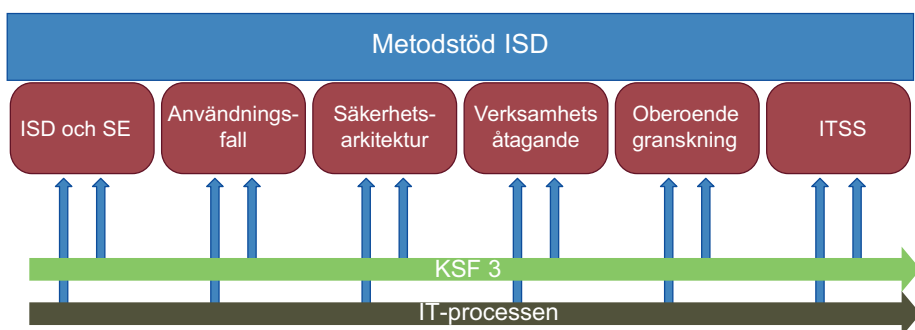 Metodstöd ISD
ISD och SE
Användnings-
fall
Säkerhets-
arkitektur
Verksamhets
åtagande
Oberoende
granskning
ITSS
KSF 3
IT-processen